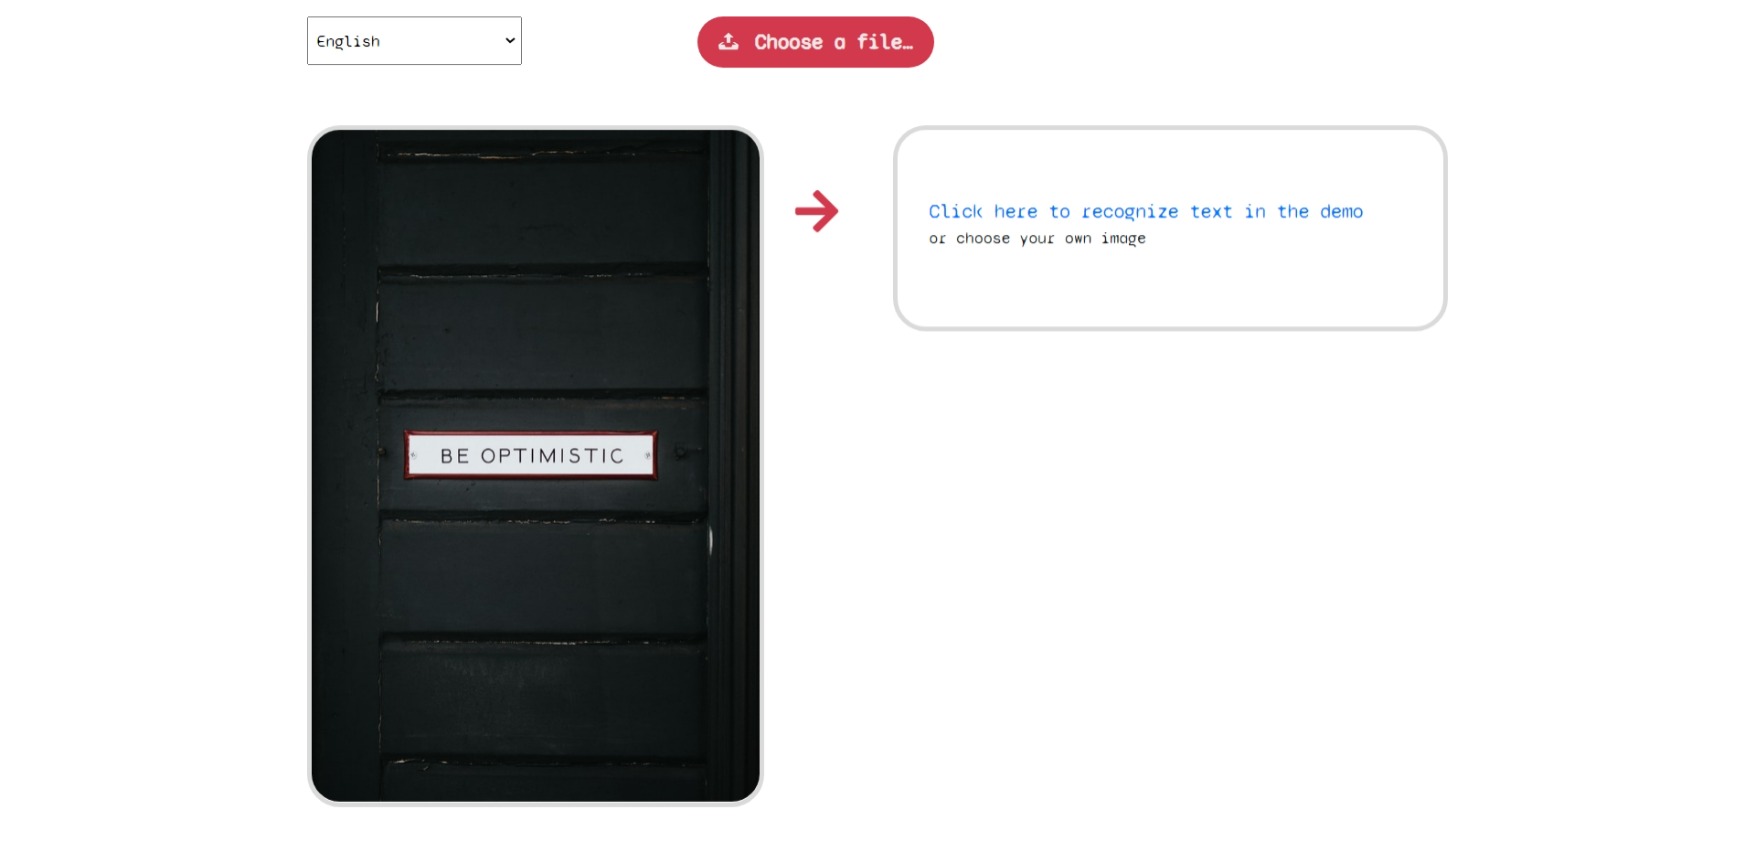 English
Choose a file…
BE OPTIMISTIC
Click here to recognize text in the demo
or choose your own image